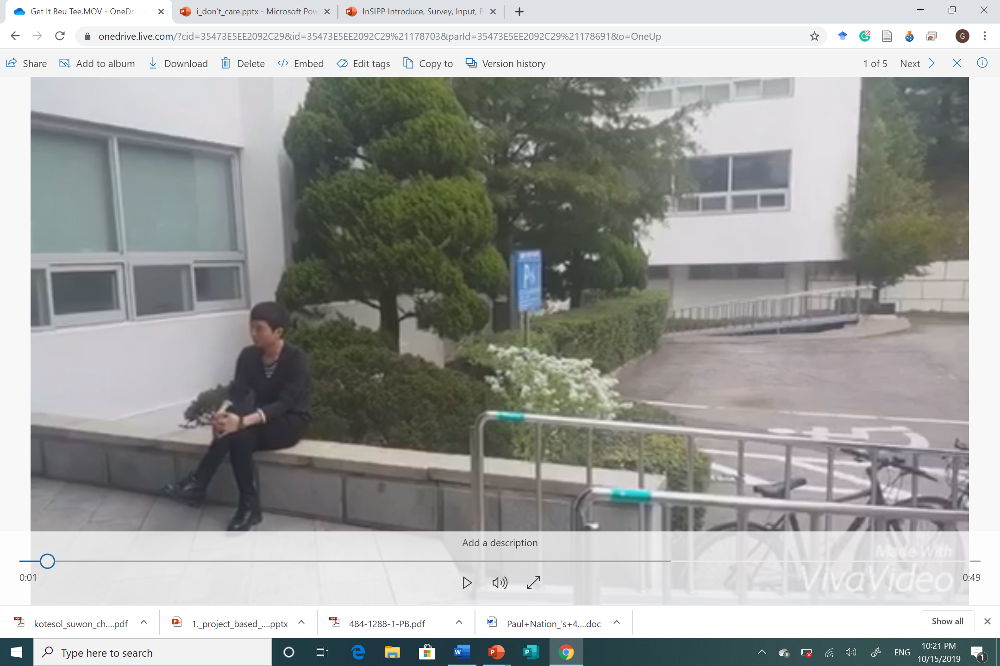 Get It Beu Tee.MOV - OneDri
i_don't_care.pptx - Microsoft Pow
InSIPP Introduce, Survey, Input, P
onedrive.live.com/?cid=35473E5EE2092C29&id=35473E5EE2092C29%21178703&parId=35473E5EE2092C29%21178691&o=OneUp
G
Share
Add to album
Download
Delete
Embed
Edit tags
Copy to
Version history
1 of 5
Next
P
Add a description
0:01
0:49
Made With
VivaVideo
kotesol_suwon_ch....pdf
1._project_based_....pptx
484-1288-1-PB.pdf
Paul+Nation_'s+4....doc
Show all
Type here to search
ENG
10:21 PM
10/15/2019
1